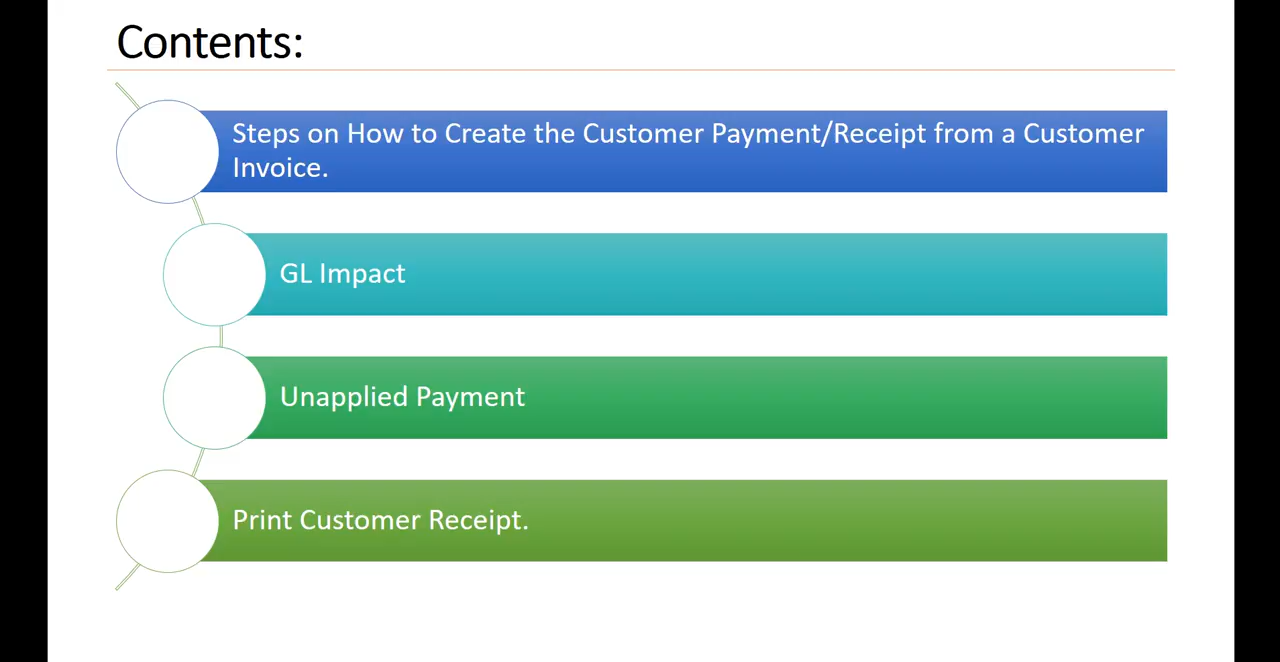 Contents:
Steps on How to Create the Customer Payment/Receipt from a Customer
Invoice.
GL Impact
Unapplied Payment
Print Customer Receipt.